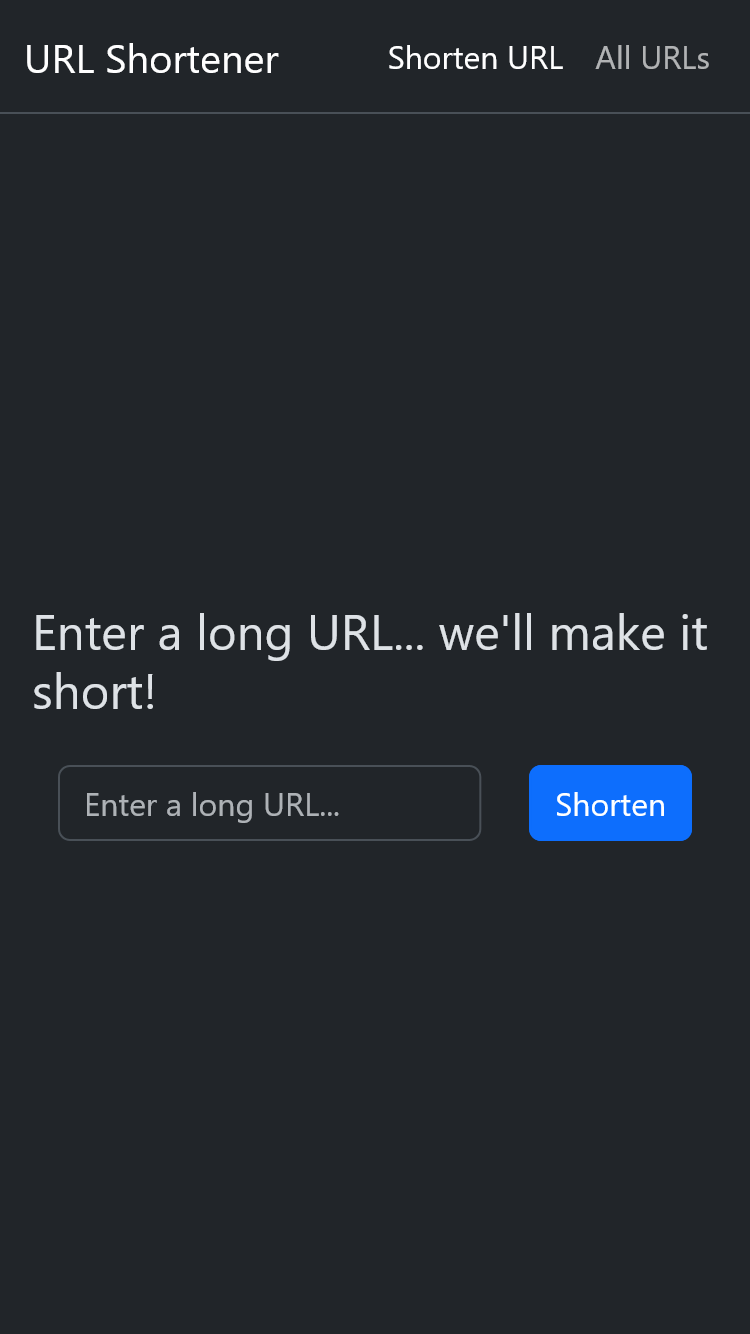 URL Shortener
Shorten URL
All URLs
Enter a long URL... we'll make it
short!
Enter a long URL...
Shorten